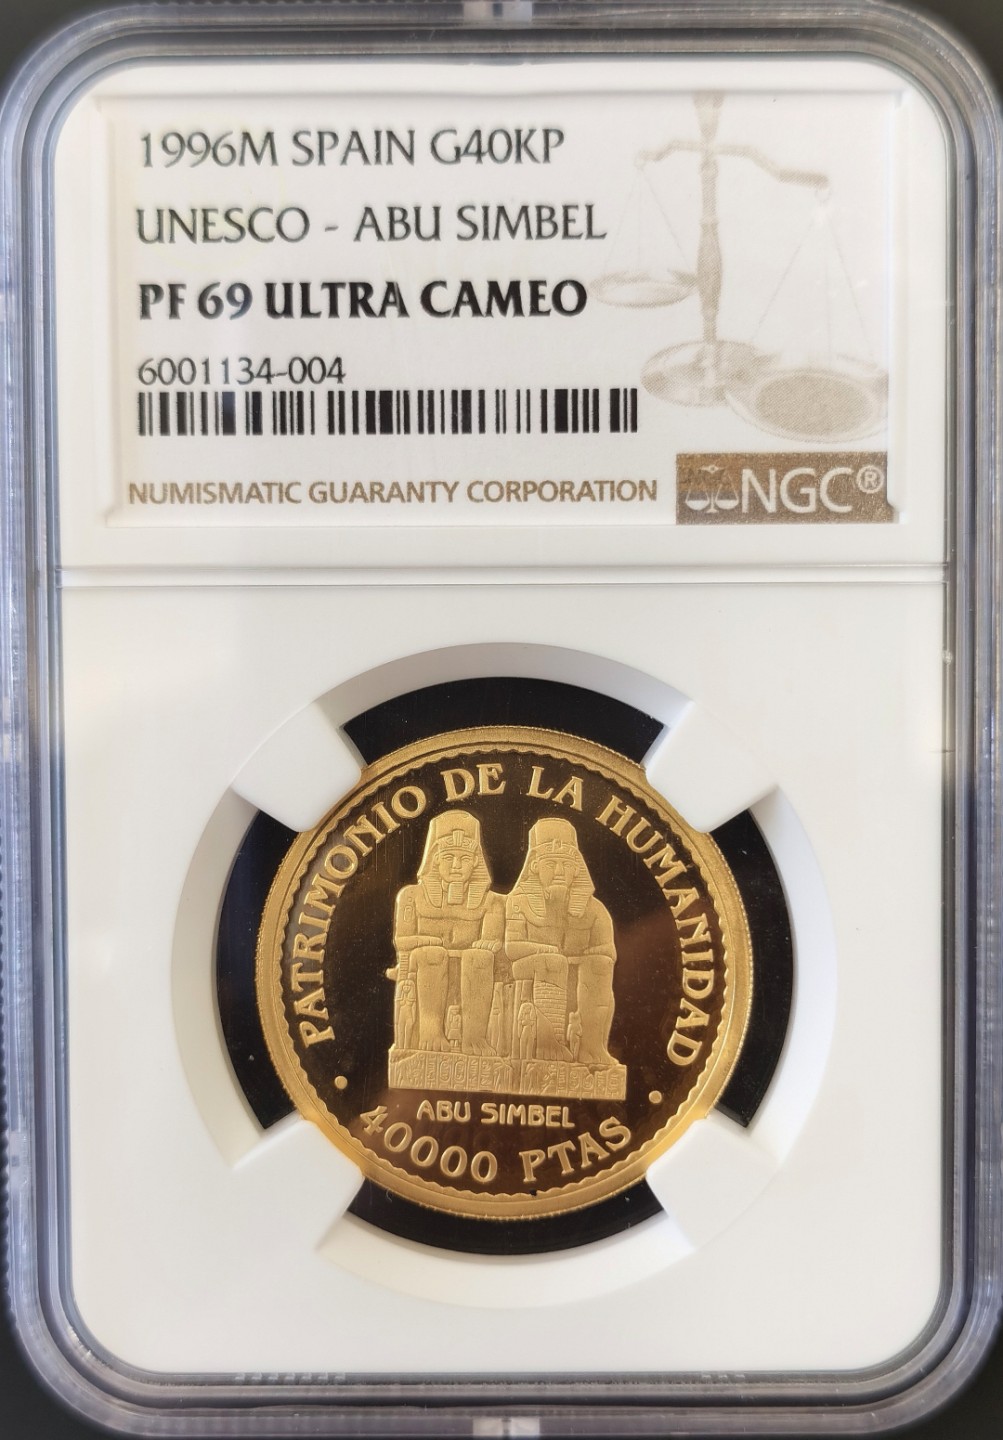 1996M SPAIN G40KP
UNESCO - ABU SIMBEL
PF 69 ULTRA CAMEO
6001134-004
NUMISMATIC GUARANTY CORPORATION
NGC®
PATRIMONIO DE LA HUMANIDAD
ABU SIMBEL
40000 PTAS